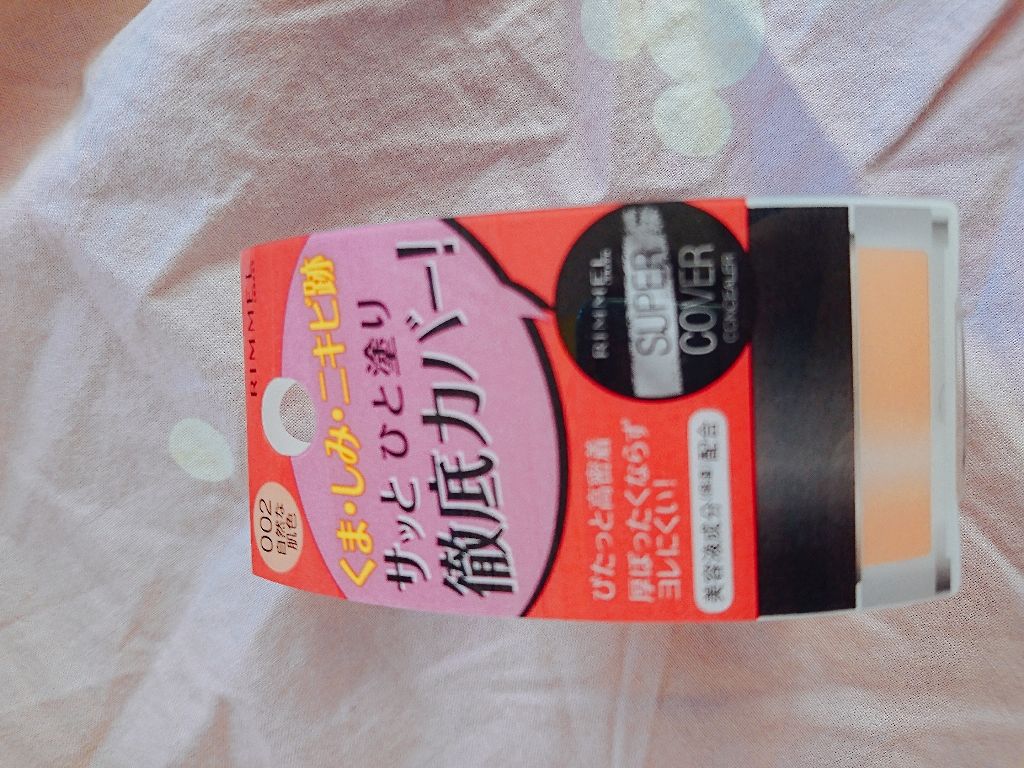 RIMMEL
002
自然な
肌色
くま・しみ・ニキビ跡
サッとひと塗り
徹底カバー!
RIMMEL
SUPER
COVER
CONCEALER
ぴたっと高密着
厚ぼったくならず
ヨレにくい!
美容液成分 配合